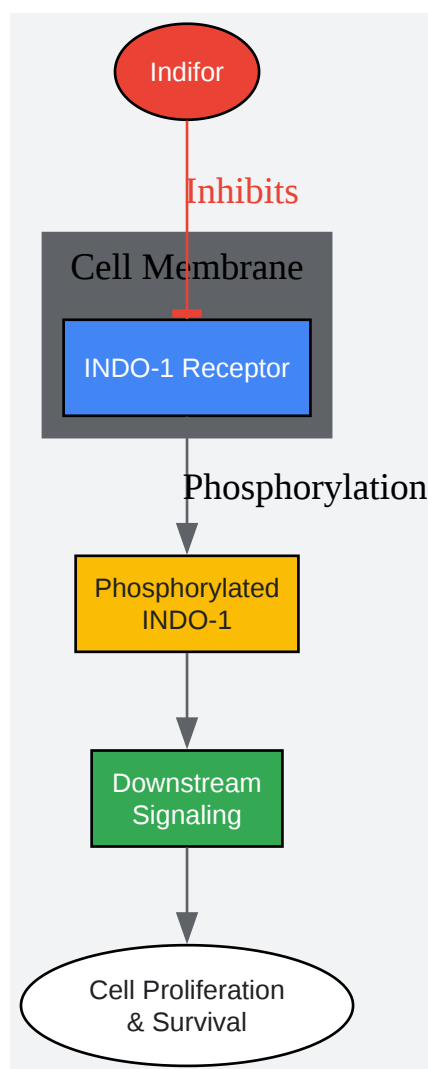 Indifor
Inhibits
Cell Membrane
INDO-1 Receptor
Phosphorylation
Phosphorylated
INDO-1
Downstream
Signaling
Cell Proliferation
& Survival